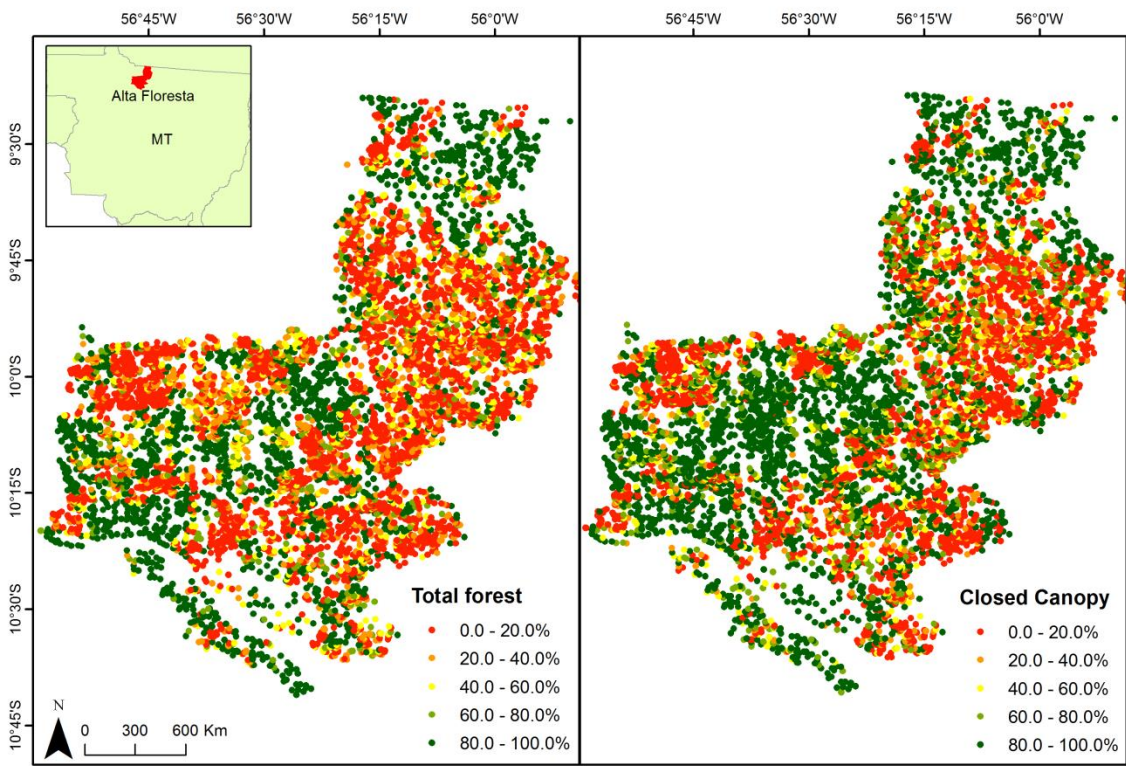 56°45'W 56°30'W 56°15'W 56°0'W 56°45'W 56°30'W 56°15'W 56°0'W
Alta Floresta
MT
9°30'S
9°45'S
10°0'S
10°15'S
10°30'S
10°45'S
Total forest
0.0 - 20.0%
20.0 - 40.0%
40.0 - 60.0%
60.0 - 80.0%
80.0 - 100.0%
N
0 300 600 Km
Closed Canopy
0.0 - 20.0%
20.0 - 40.0%
40.0 - 60.0%
60.0 - 80.0%
80.0 - 100.0%